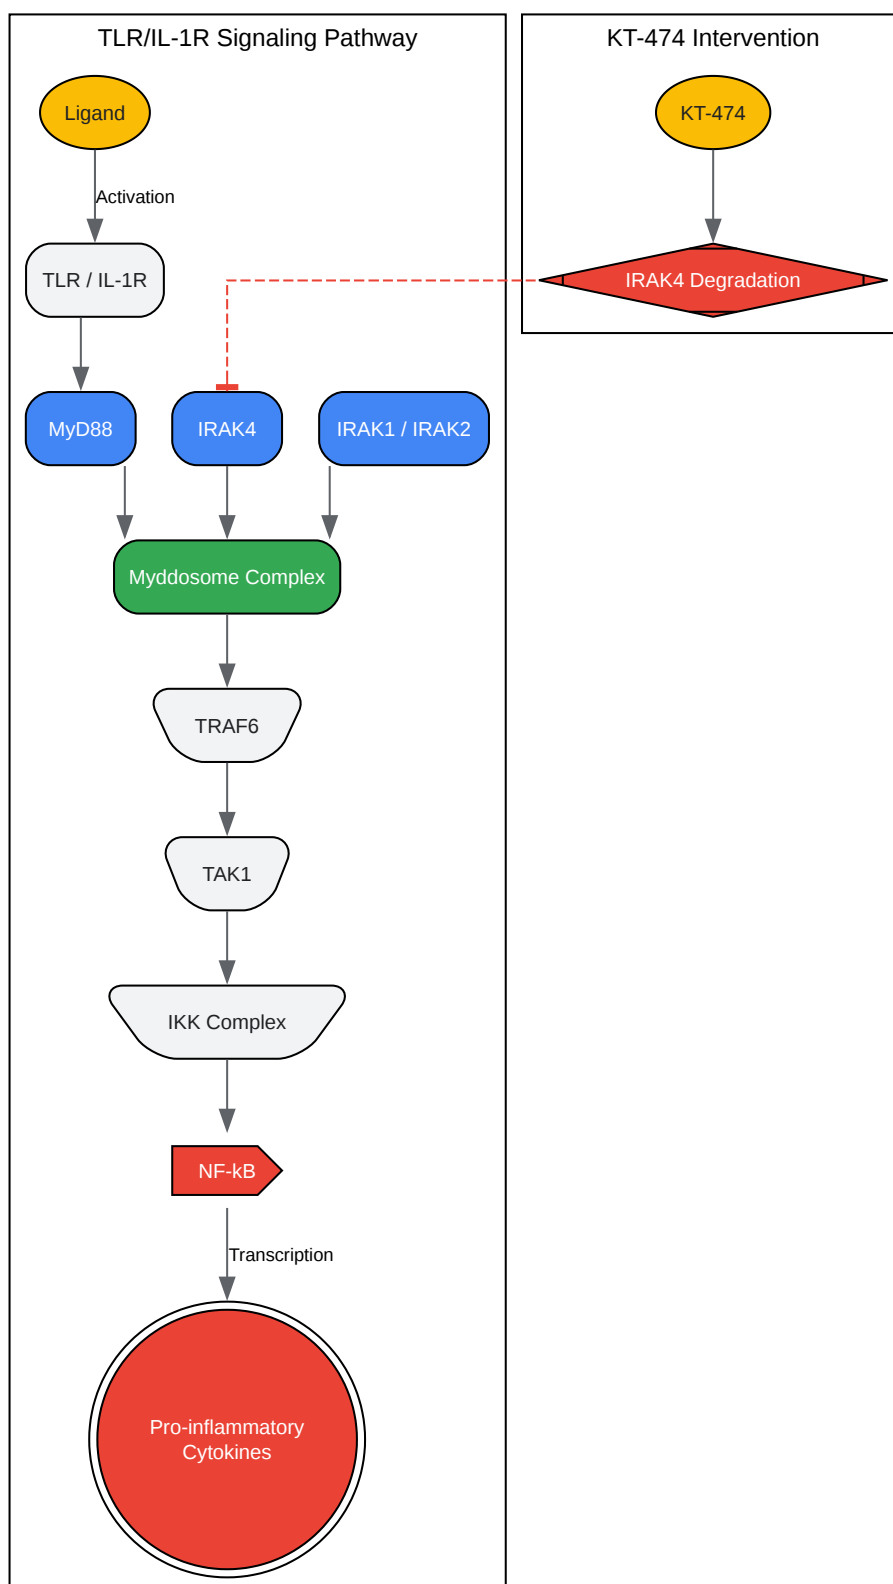 TLR/IL-1R Signaling Pathway
KT-474 Intervention
Ligand
KT-474
Activation
TLR / IL-1R
IRAK4 Degradation
MyD88
IRAK4
IRAK1 / IRAK2
Myddosome Complex
TRAF6
TAK1
IKK Complex
NF-kB
Transcription
Pro-inflammatory
Cytokines